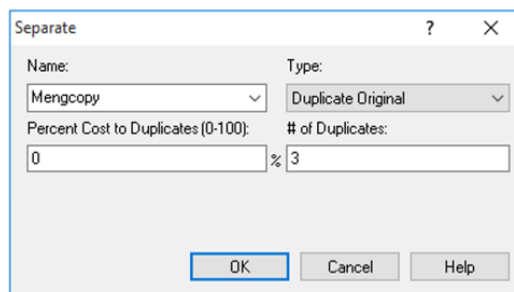 Separate ? ×
Name: Type:
Mengcopy Duplicate Original
Percent Cost to Duplicates (0-100): # of Duplicates:
0 % 3
OK Cancel Help